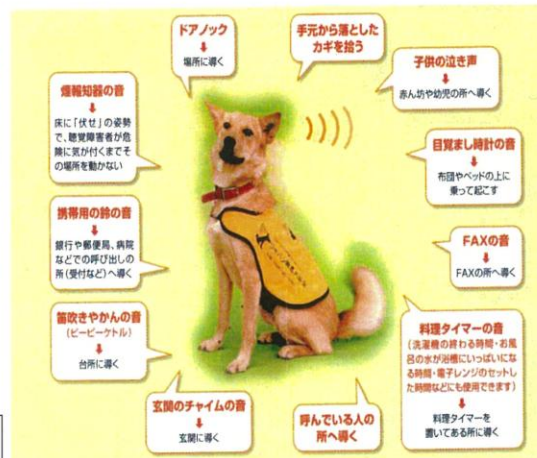 ドアノック
↓
場所に導く
手元から落とした
カギを拾う
子供の泣き声
↓
赤ん坊や幼児の所へ導く
煙報知器の音
↓
床に「伏せ」の姿勢
で、聴覚障害者が危
険に気が付くまでそ
の場所を動かない
目覚まし時計の音
↓
布団やベッドの上に
乗って起こす
携帯用の鈴の音
↓
銀行や郵便局、病院
などでの呼び出しの
所(受付など)へ導く
FAXの音
↓
FAXの所へ導く
笛吹きやかんの音
(ピーピーケトル)
↓
台所に導く
料理タイマーの音
(洗濯機の終わる時間・お風
呂の水が浴槽にいっぱいにな
る時間・電子レンジのセットし
た時間などにも使用できます)
↓
料理タイマーを
置いてある所に導く
玄関のチャイムの音
↓
玄関に導く
呼んでいる人の
所へ導く